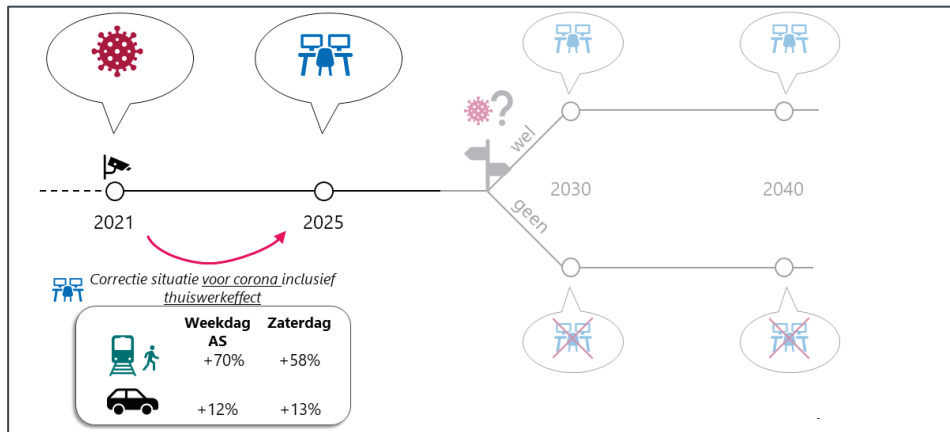 ?
wel
geen
2021
2025
2030
2040
Correctie situatie voor corona inclusief
thuiswerkeffect
Weekdag Zaterdag
AS
+70% +58%
+12% +13%